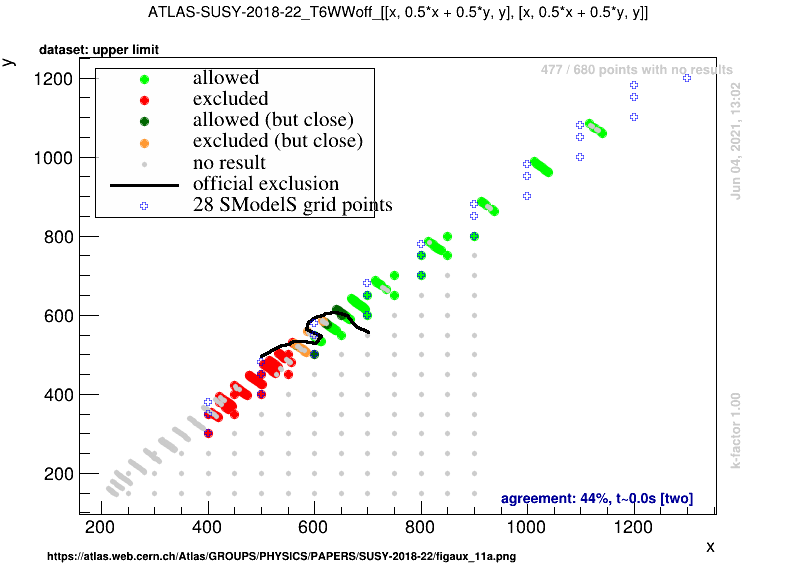 ATLAS-SUSY-2018-22_T6WWoff_[[x, 0.5*x + 0.5*y, y], [x, 0.5*x + 0.5*y, y]]
dataset: upper limit
y
477 / 680 points with no results
allowed
excluded
allowed (but close)
excluded (but close)
no result
official exclusion
28 SModelS grid points
Jun 04, 2021, 13:02
1200
1000
800
600
400
200
k-factor 1.00
agreement: 44%, t~0.0s [two]
200 400 600 800 1000 1200
x
https://atlas.web.cern.ch/Atlas/GROUPS/PHYSICS/PAPERS/SUSY-2018-22/figaux_11a.png